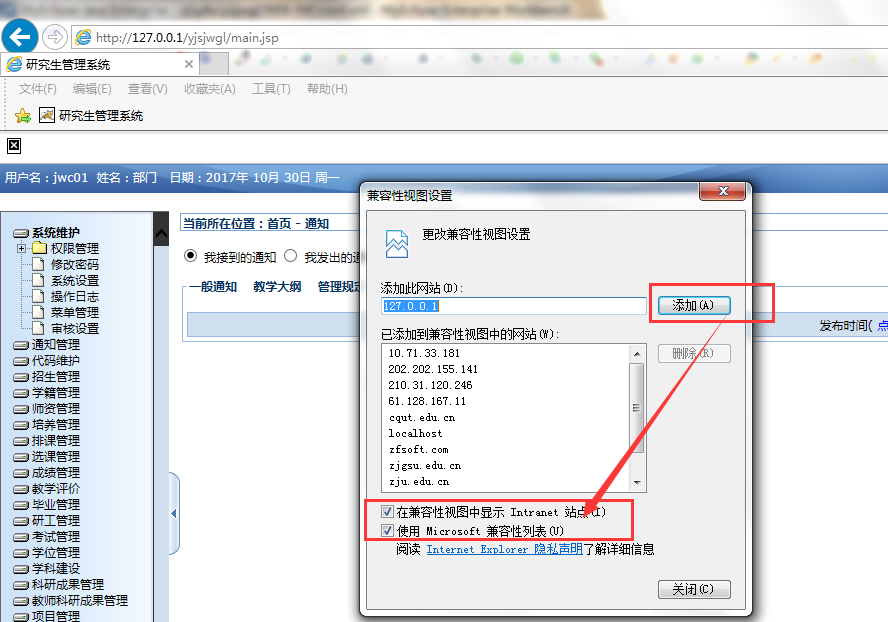 http://127.0.0.1/yjsjwgl/main.jsp
研究生管理系统
文件(F) 编辑(E) 查看(V) 收藏夹(A) 工具(T) 帮助(H)
研究生管理系统
用户名：jwc01 姓名：部门 日期：2017年 10月 30日 周一
系统维护
权限管理
修改密码
系统设置
操作日志
菜单管理
审核设置
通知管理
代码维护
招生管理
学籍管理
师资管理
培养管理
排课管理
选课管理
成绩管理
教学评价
毕业管理
研工管理
考试管理
学位管理
学科建设
科研成果管理
教师科研成果管理
项目管理
当前所在位置：首页 - 通知
我接到的通知 我发出的通
一般通知 教学大纲 管理规定
发布时间( 点
兼容性视图设置
更改兼容性视图设置
添加此网站(D):
127.0.0.1
添加(A)
已添加到兼容性视图中的网站(W):
10.71.33.181
202.202.155.141
210.31.120.246
61.128.167.11
cqut.edu.cn
localhost
zfsoft.com
zjgsu.edu.cn
zju.edu.cn
删除(R)
在兼容性视图中显示 Intranet 站点(I)
使用 Microsoft 兼容性列表(U)
阅读 Internet Explorer 隐私声明了解详细信息
关闭(C)